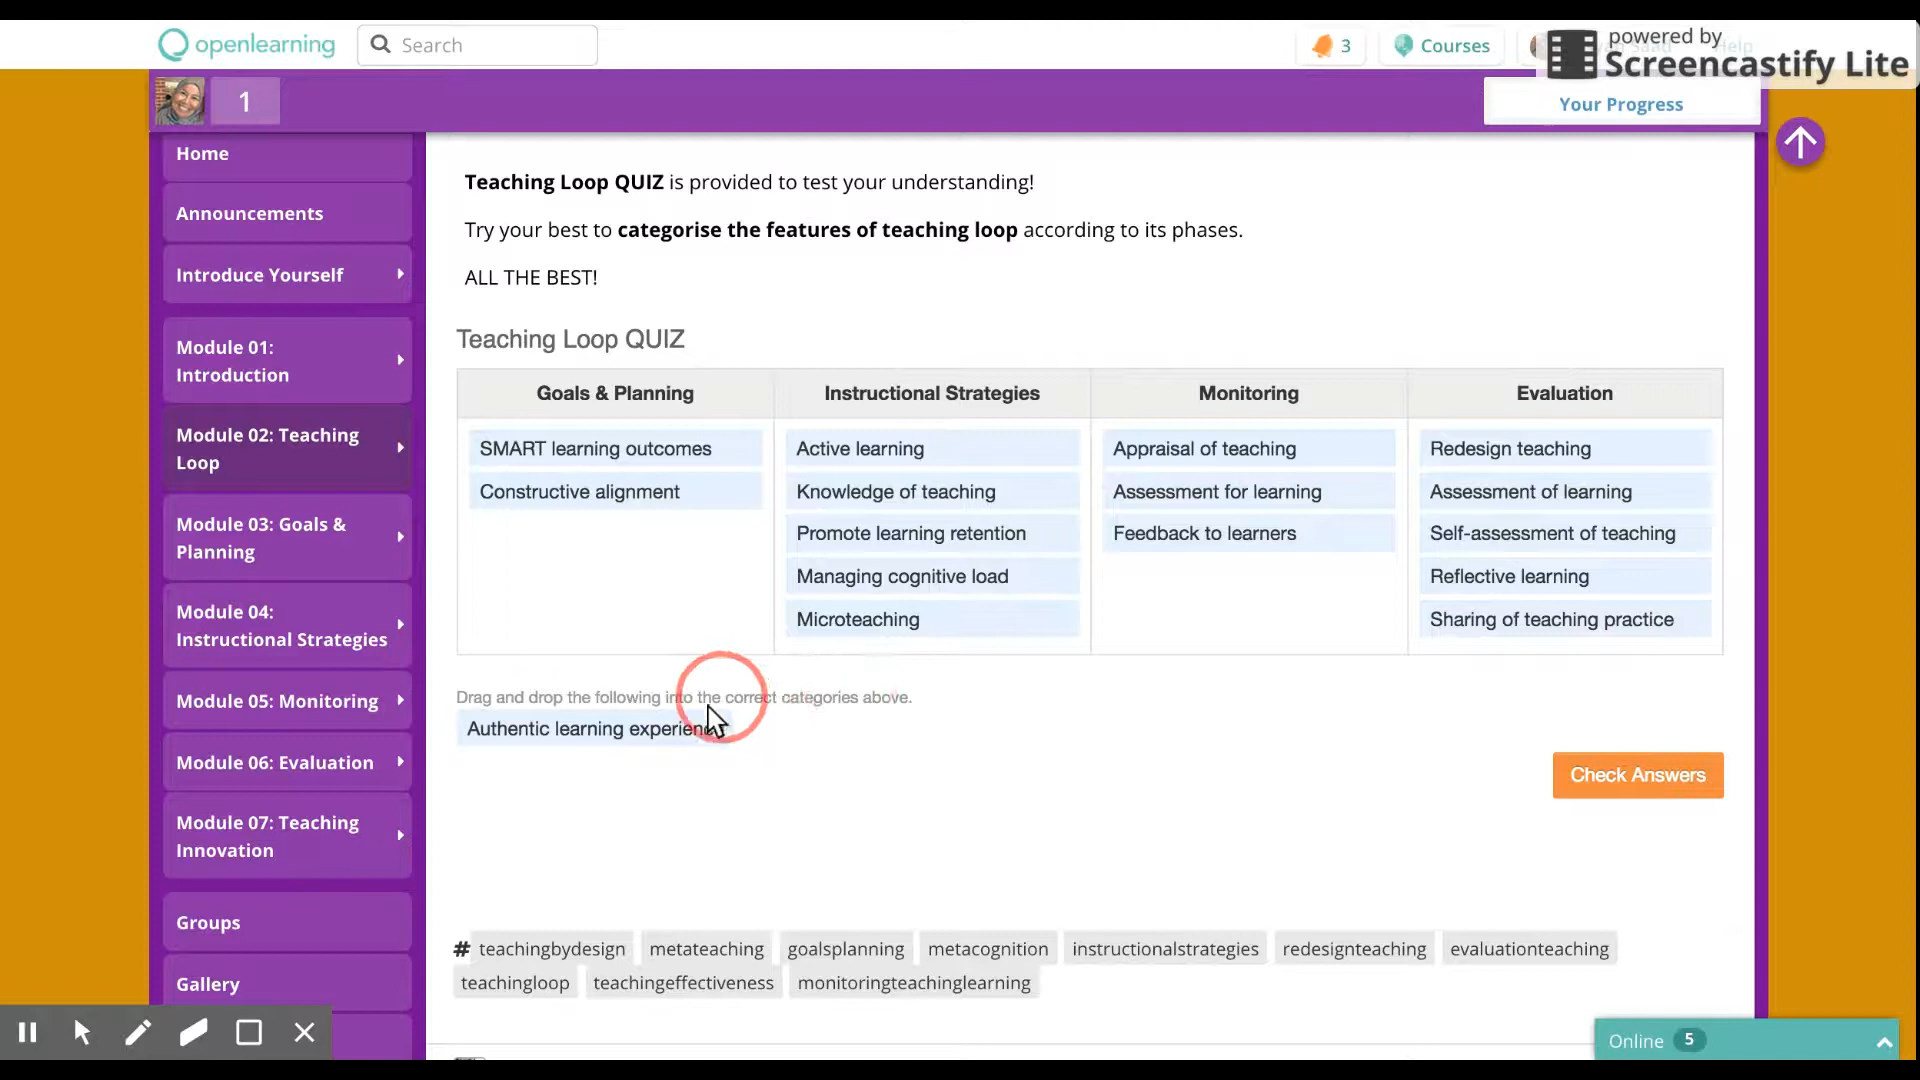 openlearning
Search
3
Courses
Help
powered by
Screencastify Lite
1
Your Progress
Home
Announcements
Introduce Yourself
Module 01:
Introduction
Module 02: Teaching
Loop
Module 03: Goals &
Planning
Module 04:
Instructional Strategies
Module 05: Monitoring
Module 06: Evaluation
Module 07: Teaching
Innovation
Groups
Gallery
Teaching Loop QUIZ is provided to test your understanding!
Try your best to categorise the features of teaching loop according to its phases.
ALL THE BEST!
Teaching Loop QUIZ
Goals & Planning
SMART learning outcomes
Constructive alignment
Instructional Strategies
Active learning
Knowledge of teaching
Promote learning retention
Managing cognitive load
Microteaching
Monitoring
Appraisal of teaching
Assessment for learning
Feedback to learners
Evaluation
Redesign teaching
Assessment of learning
Self-assessment of teaching
Reflective learning
Sharing of teaching practice
Drag and drop the following into the correct categories above.
Authentic learning experience
Check Answers
# teachingbydesign metateaching goalsplanning metacognition instructionalstrategies redesignteaching evaluationteaching
teachingloop teachingeffectiveness monitoringteachinglearning
Online 5